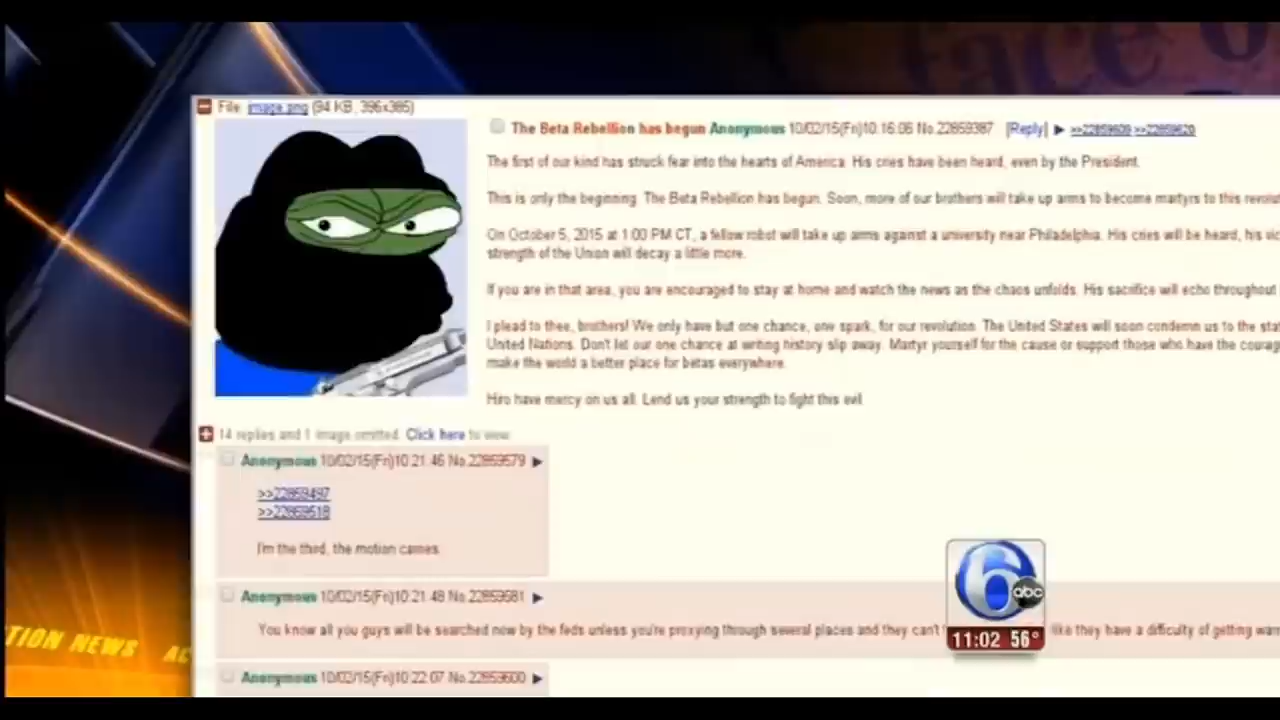 face
File image.png (94 KB, 396x385)
The Beta Rebellion has begun Anonymous 10/02/15(Fri)10:16:06 No.22859387 [Reply] ▶
The first of our kind has struck fear into the hearts of America. His cries have been heard, even by the President.
This is only the beginning. The Beta Rebellion has begun. Soon, more of our brothers will take up arms to become martyrs to this
On October 5, 2015 at 1:00 PM CT, a fellow robot will take up arms against a university near Philadelphia. His cries will be heard, his
strength of the Union will decay a little more.
If you are in that area, you are encouraged to stay at home and watch the news as the chaos unfolds. His sacrifice will echo throughout
I plead to thee, brothers! We only have but one chance, one spark, for our revolution. The United States will soon condemn us to the
United Nations. Don't let our one chance at writing history slip away. Martyr yourself for the cause or support those who have the
make the world a better place for betas everywhere.
Hiro have mercy on us all. Lend us your strength to fight this evil
14 replies and 1 image omitted. Click here to view.
Anonymous 10/02/15(Fri)10:21:46 No.22859579 ▶
>>22859497
>>22859518
I'm the third, the motion carries.
Anonymous 10/02/15(Fri)10:21:48 No.22859581 ▶
You know all you guys will be searched now by the feds unless you're proxying through several places and they can't like they have a difficulty of getting
Anonymous 10/02/15(Fri)10:22:07 No.22859600 ▶
6 abc
11:02 56°
TION NEWS AC